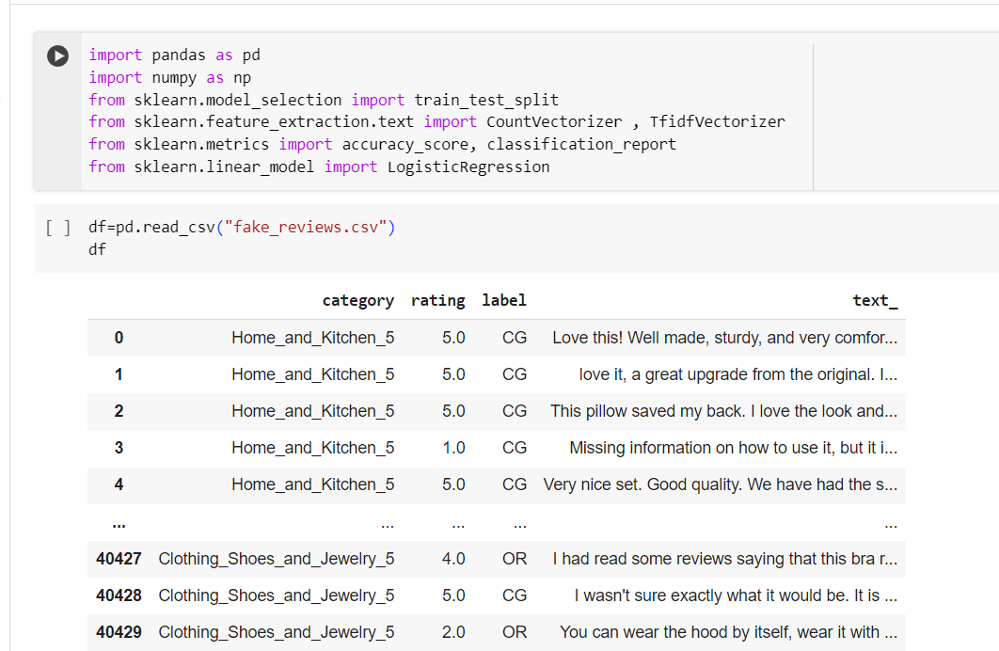 import pandas as pd
import numpy as np
from sklearn.model_selection import train_test_split
from sklearn.feature_extraction.text import CountVectorizer , TfidfVectorizer
from sklearn.metrics import accuracy_score, classification_report
from sklearn.linear_model import LogisticRegression
[ ] df=pd.read_csv("fake_reviews.csv")
df
category rating label text_
0 Home_and_Kitchen_5 5.0 CG Love this! Well made, sturdy, and very comfor...
1 Home_and_Kitchen_5 5.0 CG love it, a great upgrade from the original. I...
2 Home_and_Kitchen_5 5.0 CG This pillow saved my back. I love the look and...
3 Home_and_Kitchen_5 1.0 CG Missing information on how to use it, but it i...
4 Home_and_Kitchen_5 5.0 CG Very nice set. Good quality. We have had the s...
... ... ... ... ...
40427 Clothing_Shoes_and_Jewelry_5 4.0 OR I had read some reviews saying that this bra r...
40428 Clothing_Shoes_and_Jewelry_5 5.0 CG I wasn't sure exactly what it would be. It is ...
40429 Clothing_Shoes_and_Jewelry_5 2.0 OR You can wear the hood by itself, wear it with ...